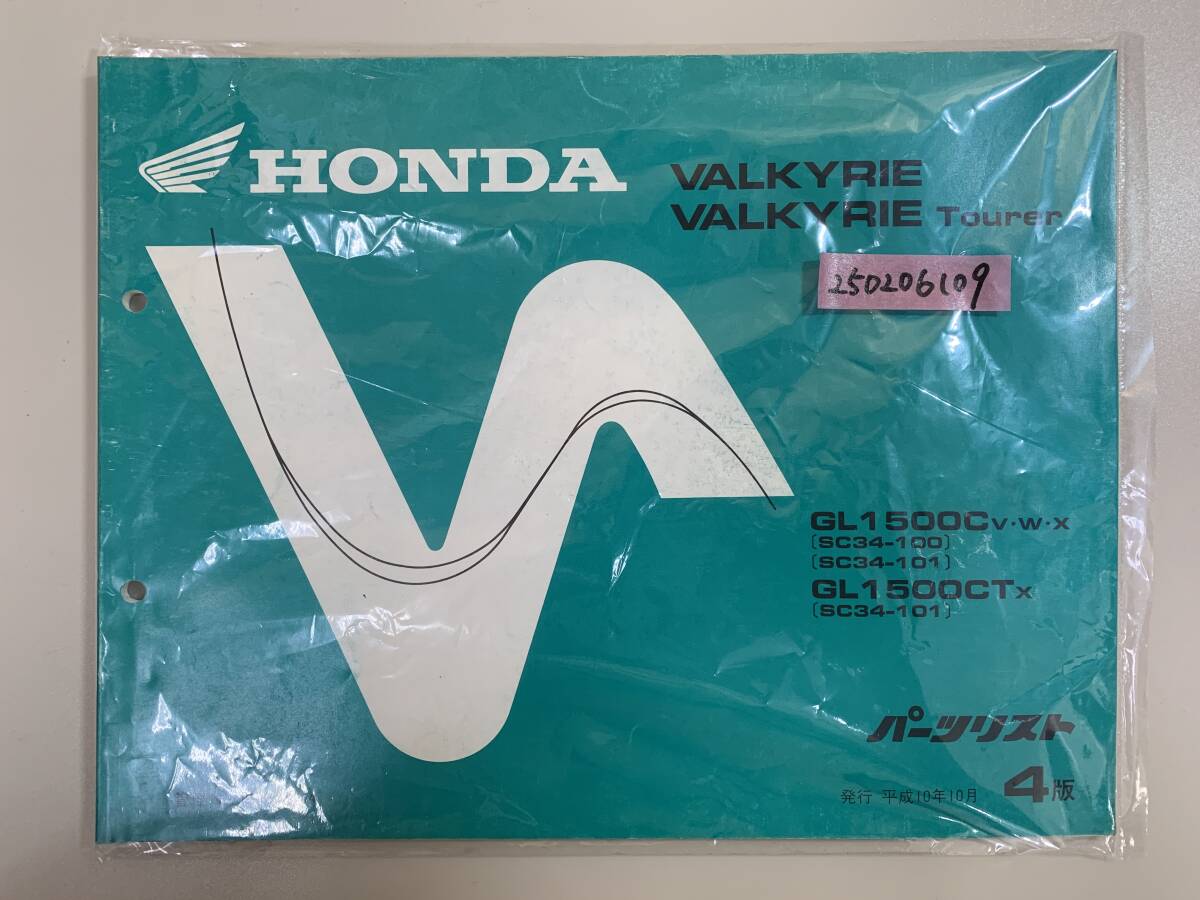 HONDA
VALKYRIE
VALKYRIE Tourer
250206109
GL1500CV・W・X
〔SC34-100〕
〔SC34-101〕
GL1500CTX
〔SC34-101〕
パーツリスト
発行 平成10年10月 4版